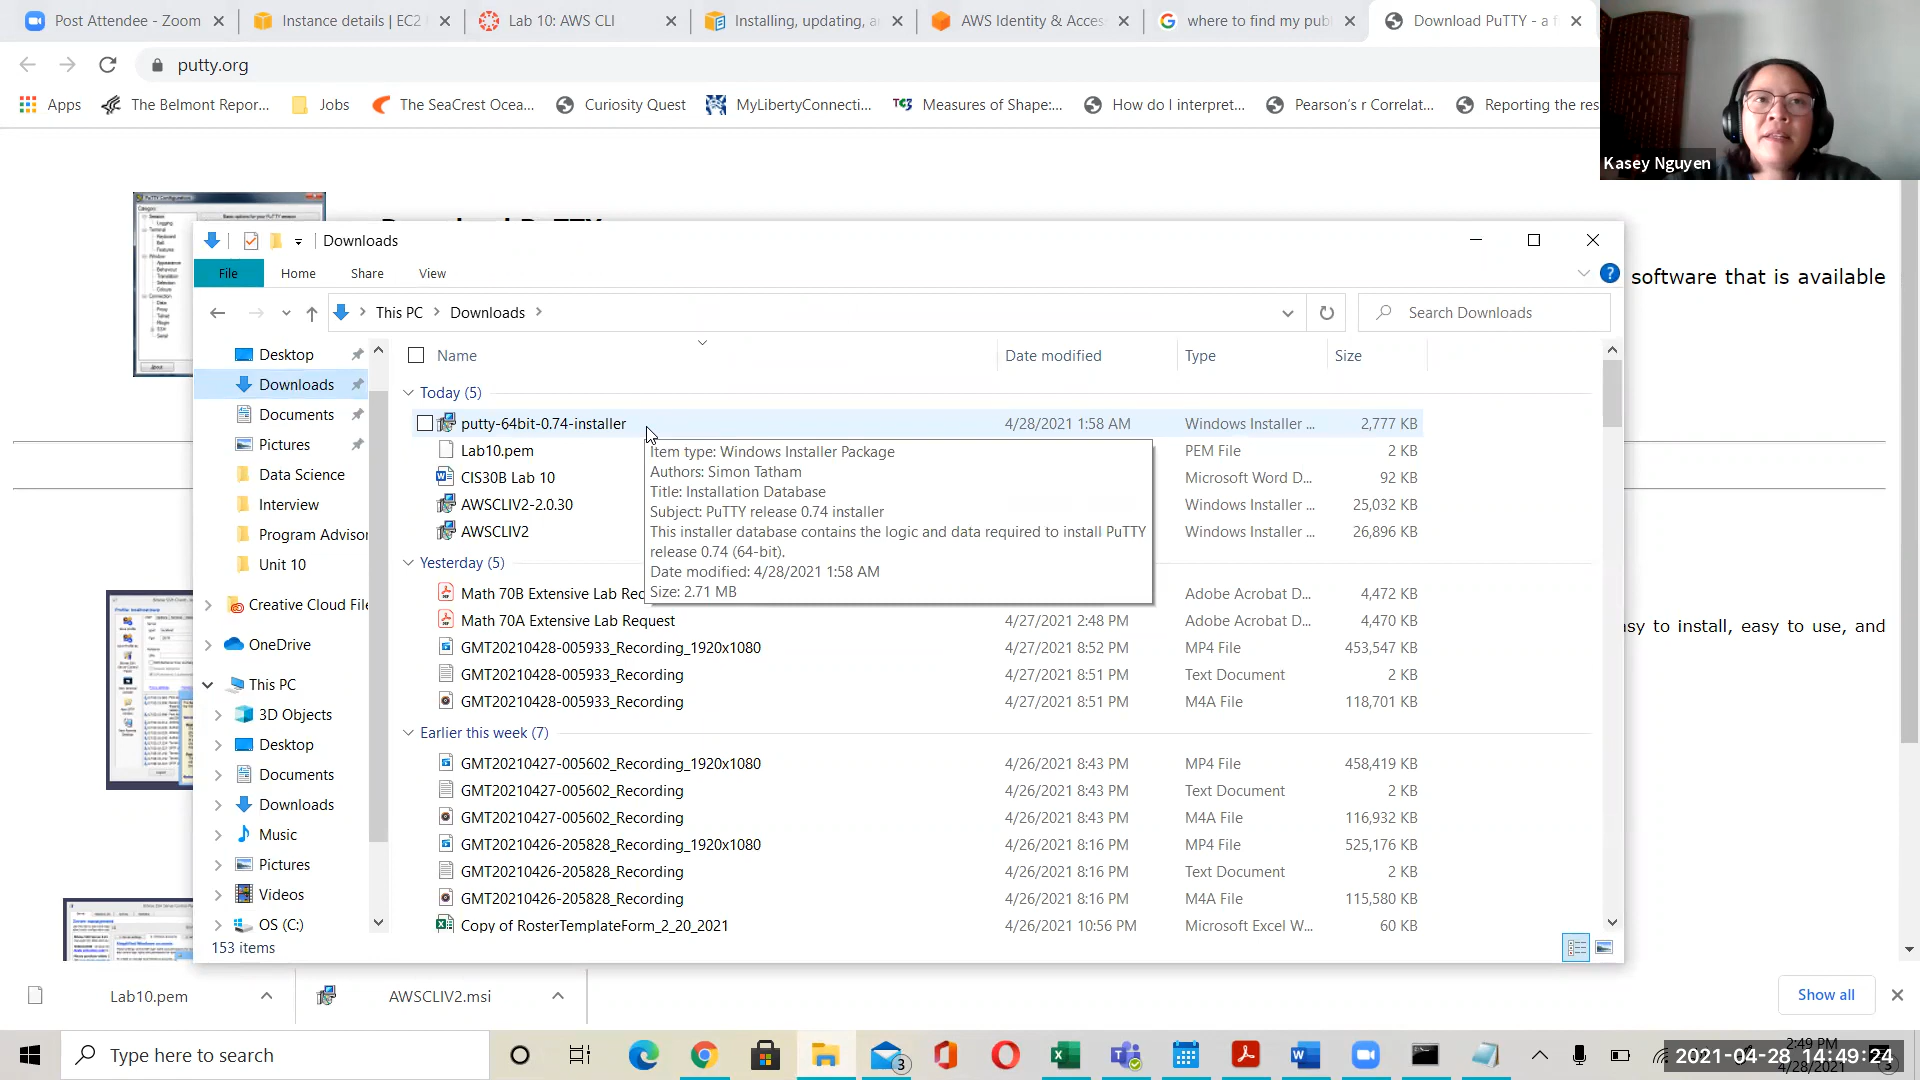 Post Attendee - Zoom
Instance details | EC2
Lab 10: AWS CLI
Installing, updating, a
AWS Identity & Acces
where to find my pub
Download PuTTY - a f
putty.org
Apps
The Belmont Repor...
Jobs
The SeaCrest Ocea...
Curiosity Quest
MyLibertyConnecti...
Measures of Shape:...
How do I interpret...
Pearson's r Correlat...
Reporting the res
Kasey Nguyen
software that is available
Downloads
File Home Share View
This PC > Downloads >
Search Downloads
Name Date modified Type Size
Desktop
Downloads
Documents
Pictures
Data Science
Interview
Program Advisor
Unit 10
Creative Cloud File
OneDrive
This PC
3D Objects
Desktop
Documents
Downloads
Music
Pictures
Videos
OS (C:)
Today (5)
putty-64bit-0.74-installer 4/28/2021 1:58 AM Windows Installer ... 2,777 KB
Lab10.pem PEM File 2 KB
CIS30B Lab 10 Microsoft Word D... 92 KB
AWSCLIV2-2.0.30 Windows Installer ... 25,032 KB
AWSCLIV2 Windows Installer ... 26,896 KB
Item type: Windows Installer Package
Authors: Simon Tatham
Title: Installation Database
Subject: PuTTY release 0.74 installer
This installer database contains the logic and data required to install PuTTY
release 0.74 (64-bit).
Date modified: 4/28/2021 1:58 AM
Size: 2.71 MB
Yesterday (5)
Math 70B Extensive Lab Rec Adobe Acrobat D... 4,472 KB
Math 70A Extensive Lab Request 4/27/2021 2:48 PM Adobe Acrobat D... 4,470 KB
GMT20210428-005933_Recording_1920x1080 4/27/2021 8:52 PM MP4 File 453,547 KB
GMT20210428-005933_Recording 4/27/2021 8:51 PM Text Document 2 KB
GMT20210428-005933_Recording 4/27/2021 8:51 PM M4A File 118,701 KB
Earlier this week (7)
GMT20210427-005602_Recording_1920x1080 4/26/2021 8:43 PM MP4 File 458,419 KB
GMT20210427-005602_Recording 4/26/2021 8:43 PM Text Document 2 KB
GMT20210427-005602_Recording 4/26/2021 8:43 PM M4A File 116,932 KB
GMT20210426-205828_Recording_1920x1080 4/26/2021 8:16 PM MP4 File 525,176 KB
GMT20210426-205828_Recording 4/26/2021 8:16 PM Text Document 2 KB
GMT20210426-205828_Recording 4/26/2021 8:16 PM M4A File 115,580 KB
Copy of RosterTemplateForm_2_20_2021 4/26/2021 10:56 PM Microsoft Excel W... 60 KB
153 items
asy to install, easy to use, and
Lab10.pem
AWSCLIV2.msi
Show all
Type here to search
3
2:49 PM
4/28/2021
2021-04-28 14:49:24